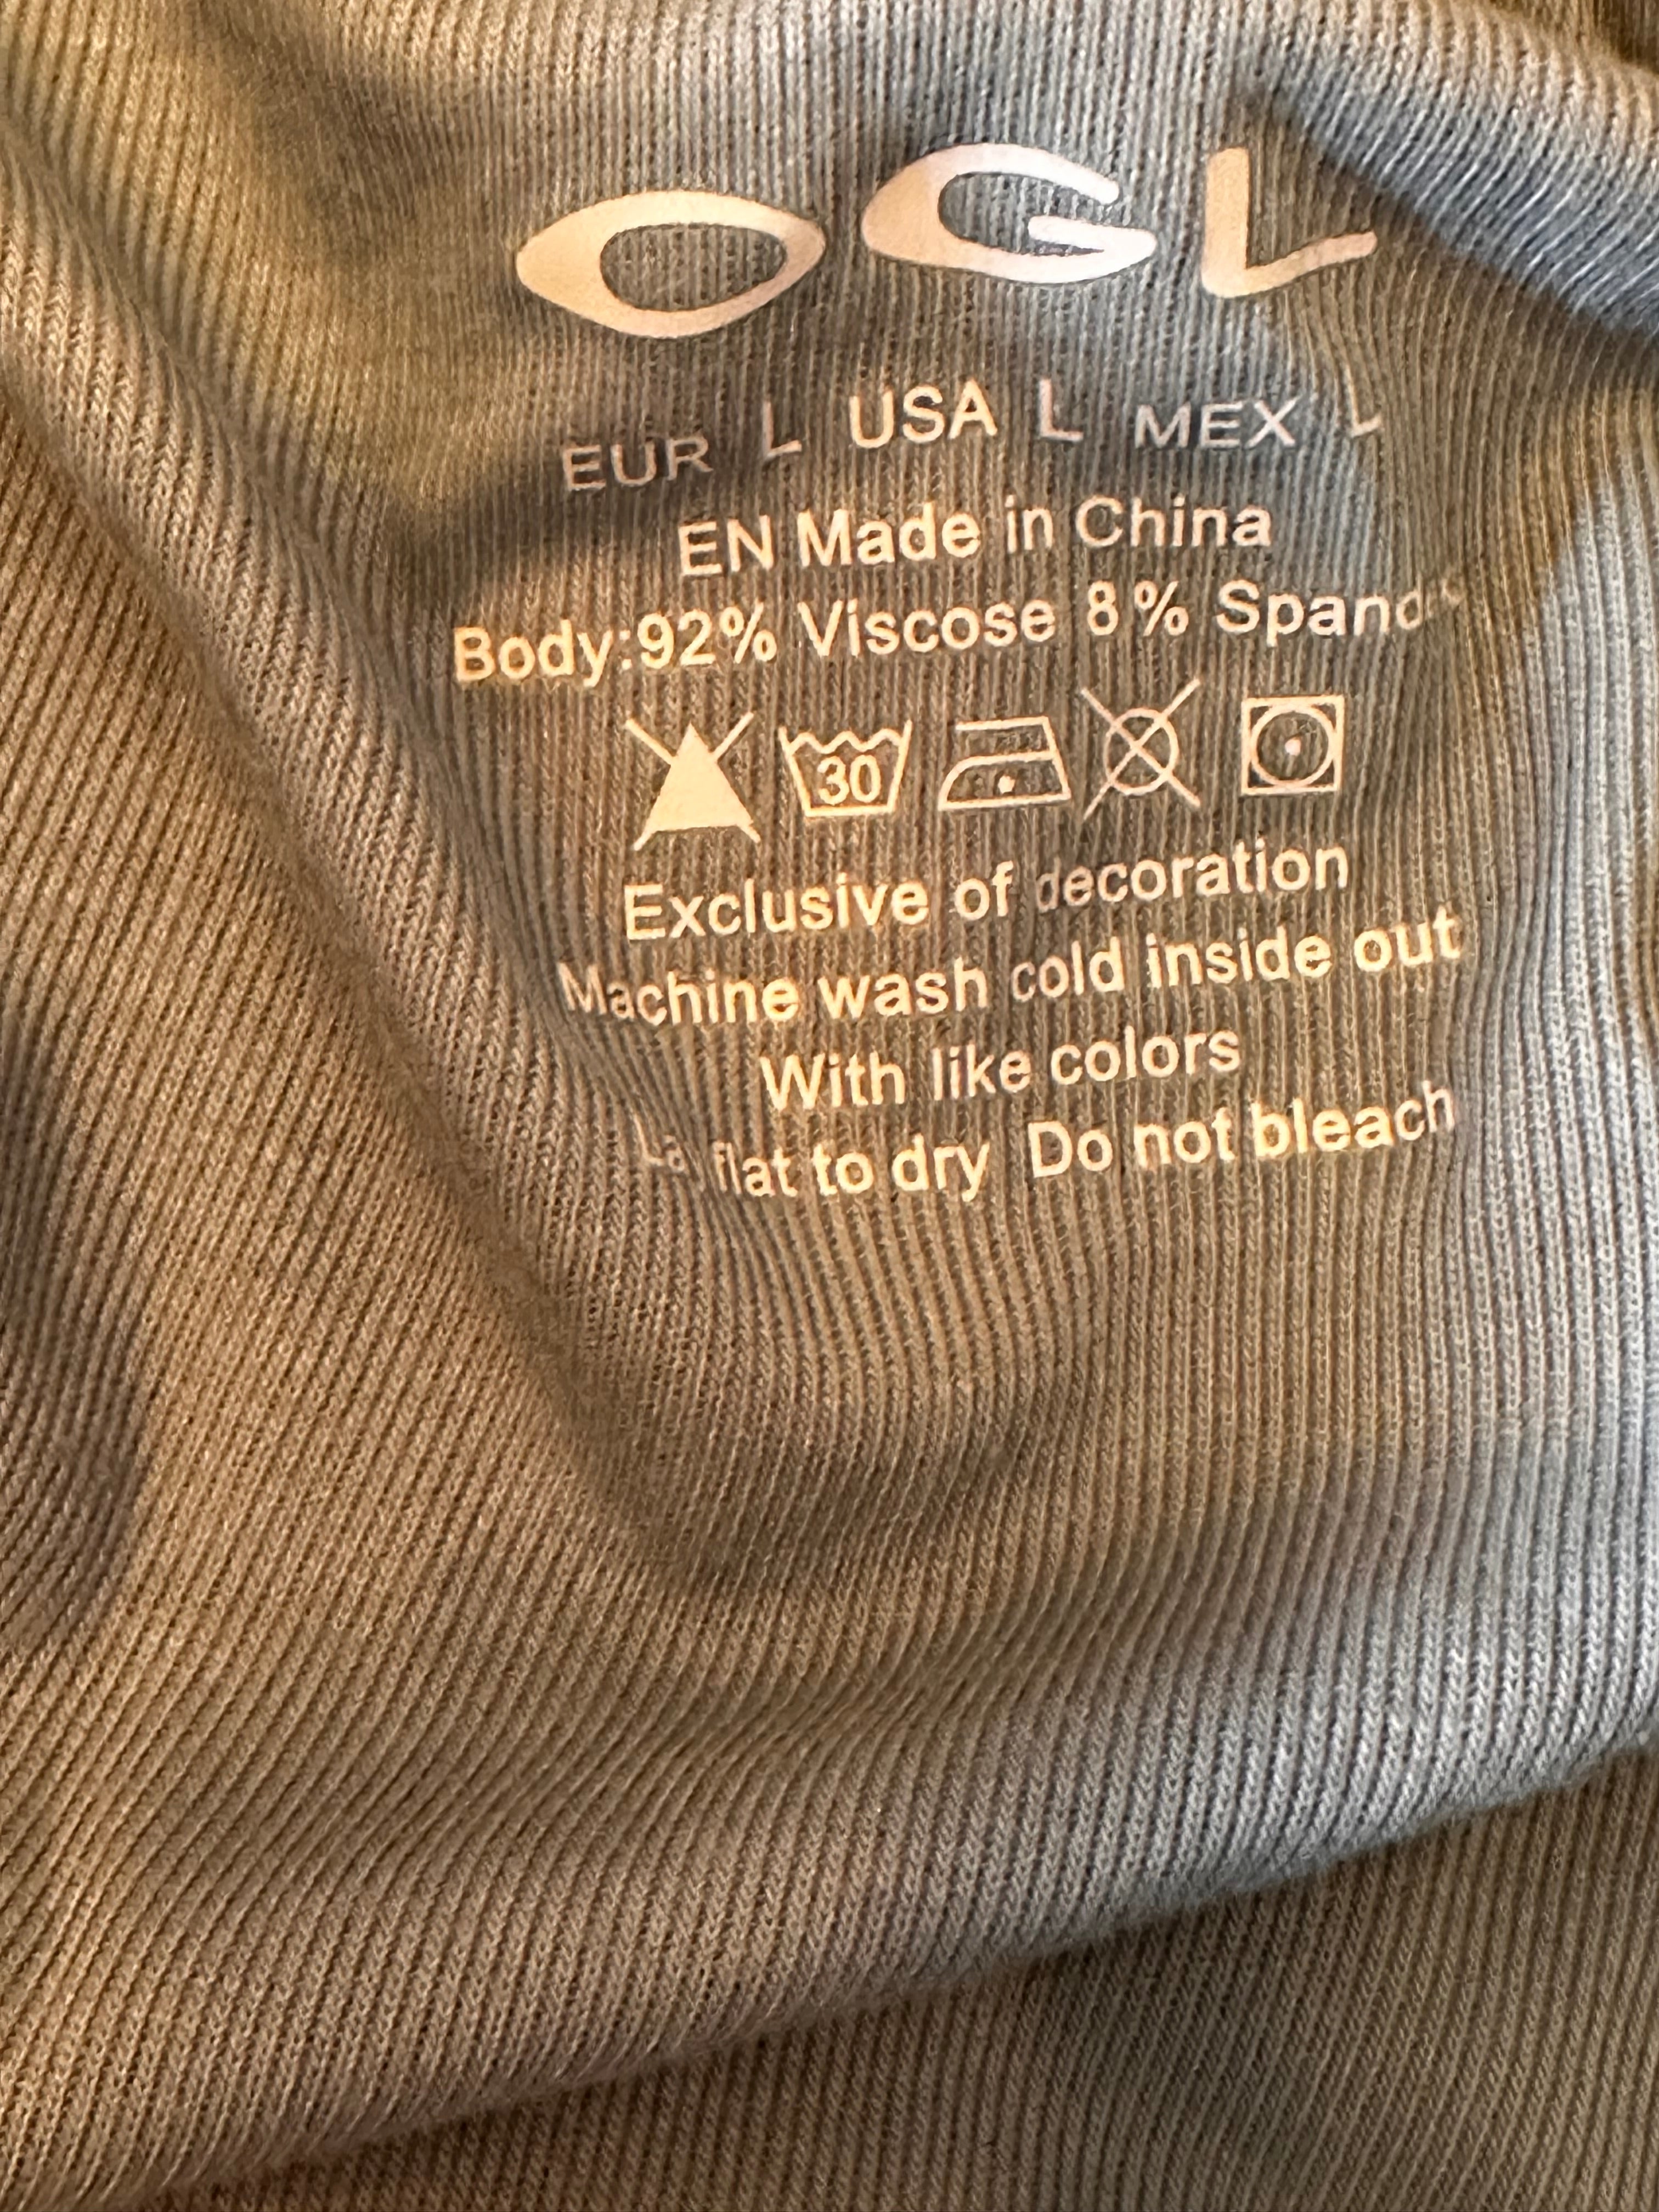 OGL
EUR L USA L MEX L
EN Made in China
Body:92% Viscose 8%
30
Exclusive of decoration
Machine wash cold inside out
With like colors
flat to dry Do not bleach